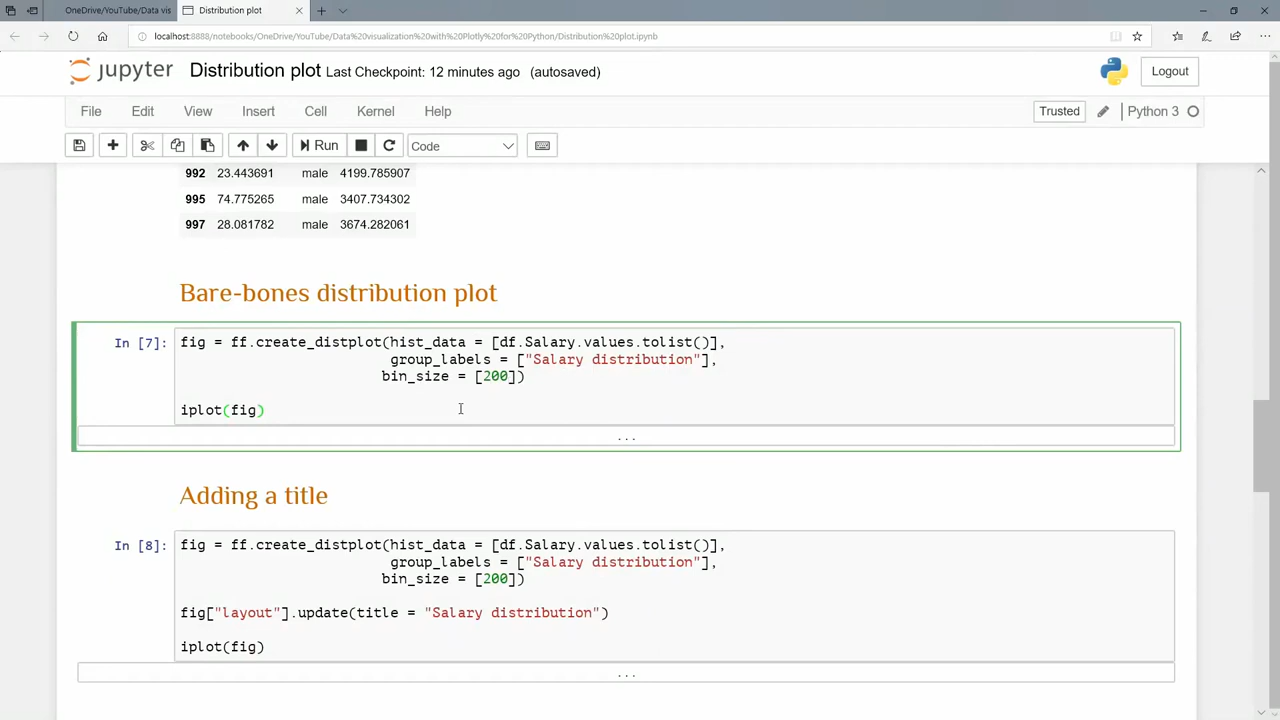 OneDrive/YouTube/Data vis
Distribution plot
localhost:8888/notebooks/OneDrive/YouTube/Data%20visualization%20with%20Plotly%20for%20Python/Distribution%20plot.ipynb
jupyter Distribution plot Last Checkpoint: 12 minutes ago (autosaved)
Logout
File Edit View Insert Cell Kernel Help
Trusted
Python 3
Run
Code
992 23.443691 male 4199.785907
995 74.775265 male 3407.734302
997 28.081782 male 3674.282061
Bare-bones distribution plot
In [7]: fig = ff.create_distplot(hist_data = [df.Salary.values.tolist()],
group_labels = ["Salary distribution"],
bin_size = [200])
iplot(fig)
...
Adding a title
In [8]: fig = ff.create_distplot(hist_data = [df.Salary.values.tolist()],
group_labels = ["Salary distribution"],
bin_size = [200])
fig["layout"].update(title = "Salary distribution")
iplot(fig)
...